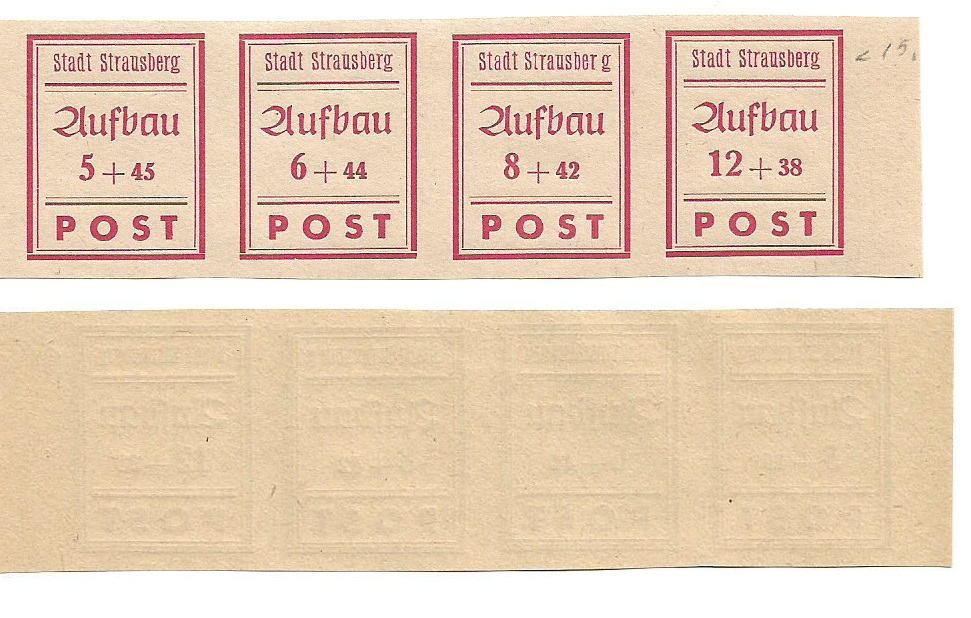 Stadt Strausberg
Aufbau
5 + 45
POST
Stadt Strausberg
Aufbau
6 + 44
POST
Stadt Strausber g
Aufbau
8 + 42
POST
Stadt Strausberg
Aufbau
12 + 38
POST
< 15.